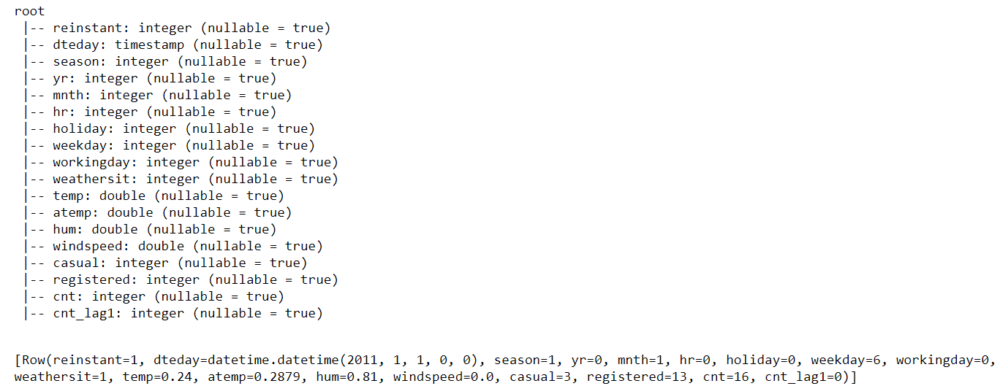 root
 |-- reinstant: integer (nullable = true)
 |-- dteday: timestamp (nullable = true)
 |-- season: integer (nullable = true)
 |-- yr: integer (nullable = true)
 |-- mnth: integer (nullable = true)
 |-- hr: integer (nullable = true)
 |-- holiday: integer (nullable = true)
 |-- weekday: integer (nullable = true)
 |-- workingday: integer (nullable = true)
 |-- weathersit: integer (nullable = true)
 |-- temp: double (nullable = true)
 |-- atemp: double (nullable = true)
 |-- hum: double (nullable = true)
 |-- windspeed: double (nullable = true)
 |-- casual: integer (nullable = true)
 |-- registered: integer (nullable = true)
 |-- cnt: integer (nullable = true)
 |-- cnt_lag1: integer (nullable = true)
[Row(reinstant=1, dteday=datetime.datetime(2011, 1, 1, 0, 0), season=1, yr=0, mnth=1, hr=0, holiday=0, weekday=6, workingday=0,
weathersit=1, temp=0.24, atemp=0.2879, hum=0.81, windspeed=0.0, casual=3, registered=13, cnt=16, cnt_lag1=0)]